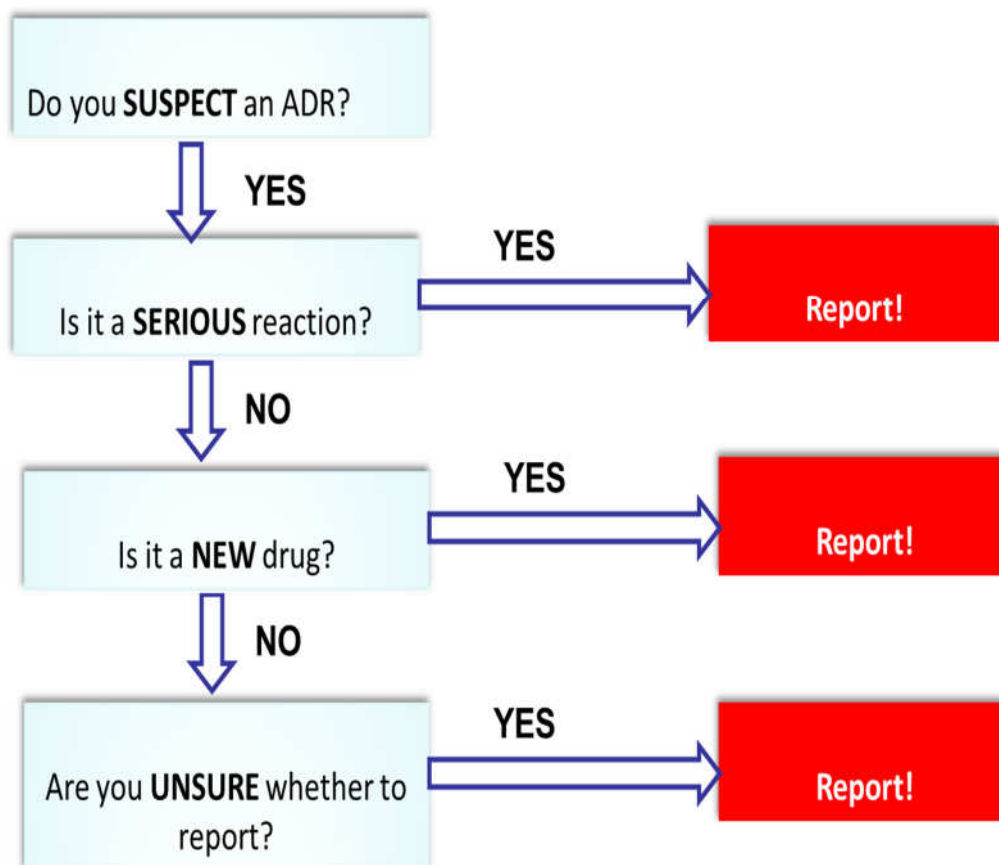 Do you SUSPECT an ADR?
YES
Is it a SERIOUS reaction?
YES
Report!
NO
Is it a NEW drug?
YES
Report!
NO
Are you UNSURE whether to
report?
YES
Report!